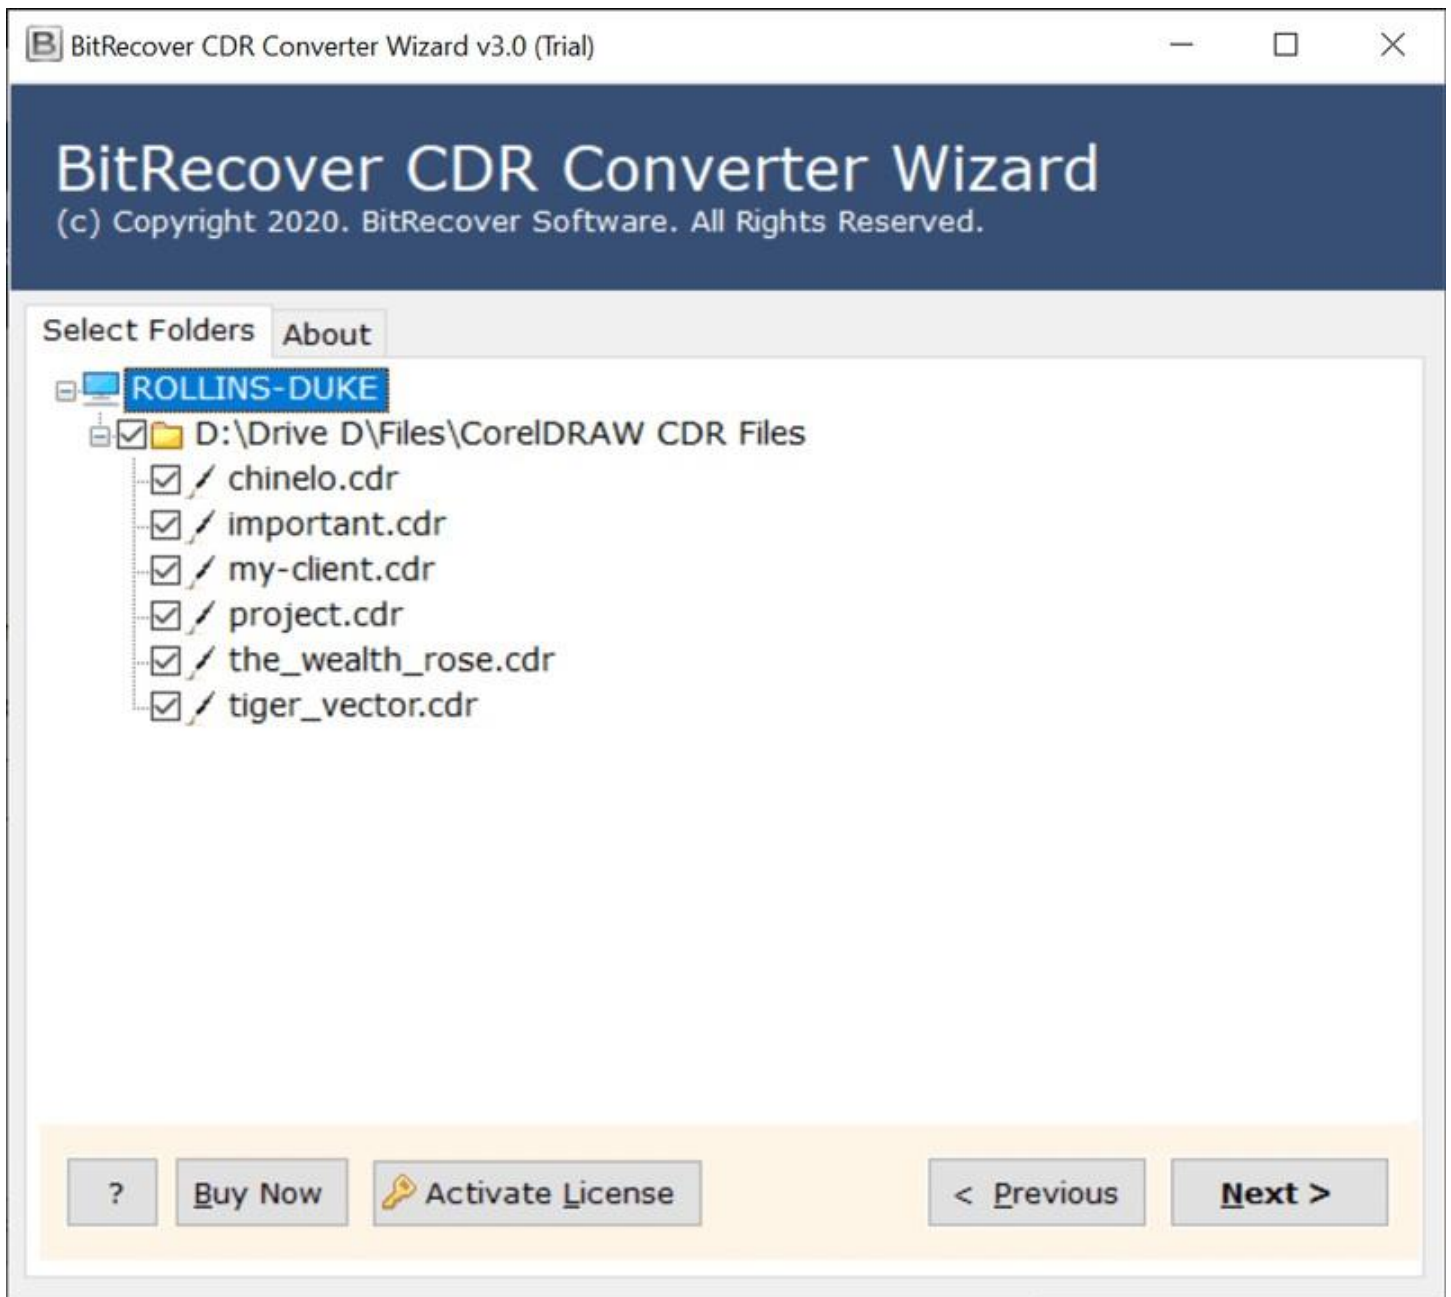 BitRecover CDR Converter Wizard v3.0 (Trial)
BitRecover CDR Converter Wizard
(c) Copyright 2020. BitRecover Software. All Rights Reserved.
Select Folders About
ROLLINS-DUKE
D:\Drive D\Files\CorelDRAW CDR Files
chinelo.cdr
important.cdr
my-client.cdr
project.cdr
the_wealth_rose.cdr
tiger_vector.cdr
? Buy Now Activate License < Previous Next >